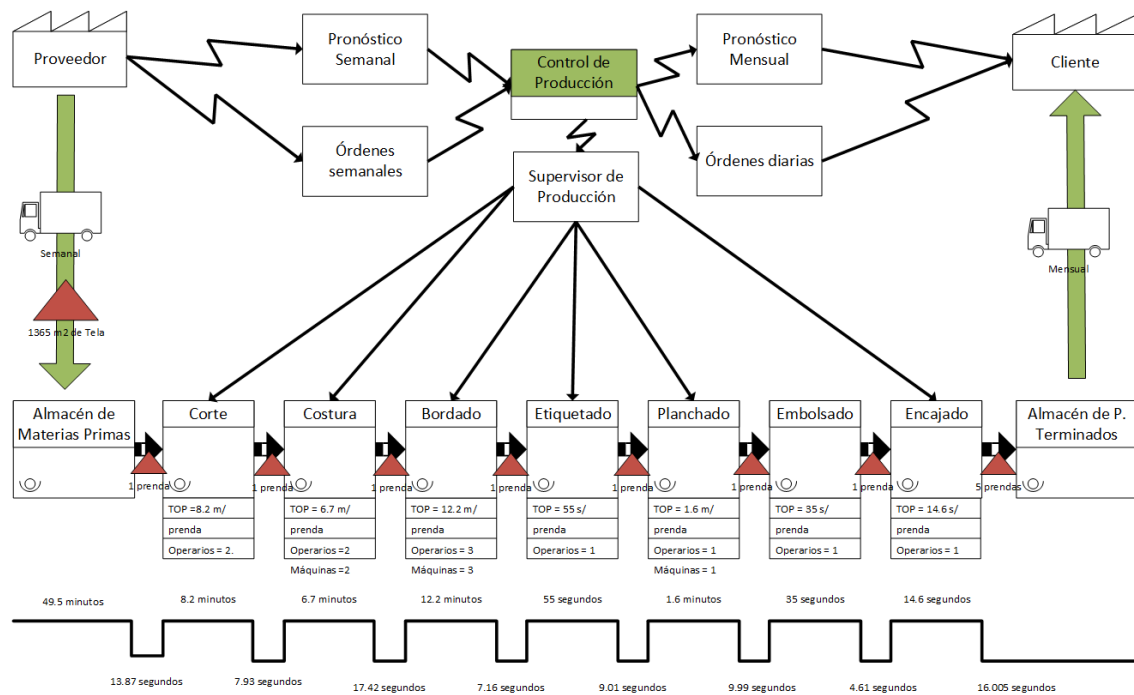 Proveedor
Pronóstico
Semanal
Control de
Producción
Pronóstico
Mensual
Cliente
Órdenes
semanales
Órdenes diarias
Supervisor de
Producción
Semanal
Mensual
1365 m2 de Tela
Almacén de
Materias Primas
Corte
Costura
Bordado
Etiquetado
Planchado
Embolsado
Encajado
Almacén de P.
Terminados
1 prenda
1 prenda
1 prenda
1 prenda
1 prenda
1 prenda
1 prenda
5 prendas
TOP =8.2 m/
prenda
Operarios = 2.
TOP = 6.7 m/
prenda
Operarios =2
Máquinas =2
TOP = 12.2 m/
prenda
Operarios = 3
Máquinas = 3
TOP = 55 s/
prenda
Operarios = 1
TOP = 1.6 m/
prenda
Operarios = 1
Máquinas = 1
TOP = 35 s/
prenda
Operarios = 1
TOP = 14.6 s/
prenda
Operarios = 1
49.5 minutos
8.2 minutos
6.7 minutos
12.2 minutos
55 segundos
1.6 minutos
35 segundos
14.6 segundos
13.87 segundos
7.93 segundos
17.42 segundos
7.16 segundos
9.01 segundos
9.99 segundos
4.61 segundos
16.005 segundos